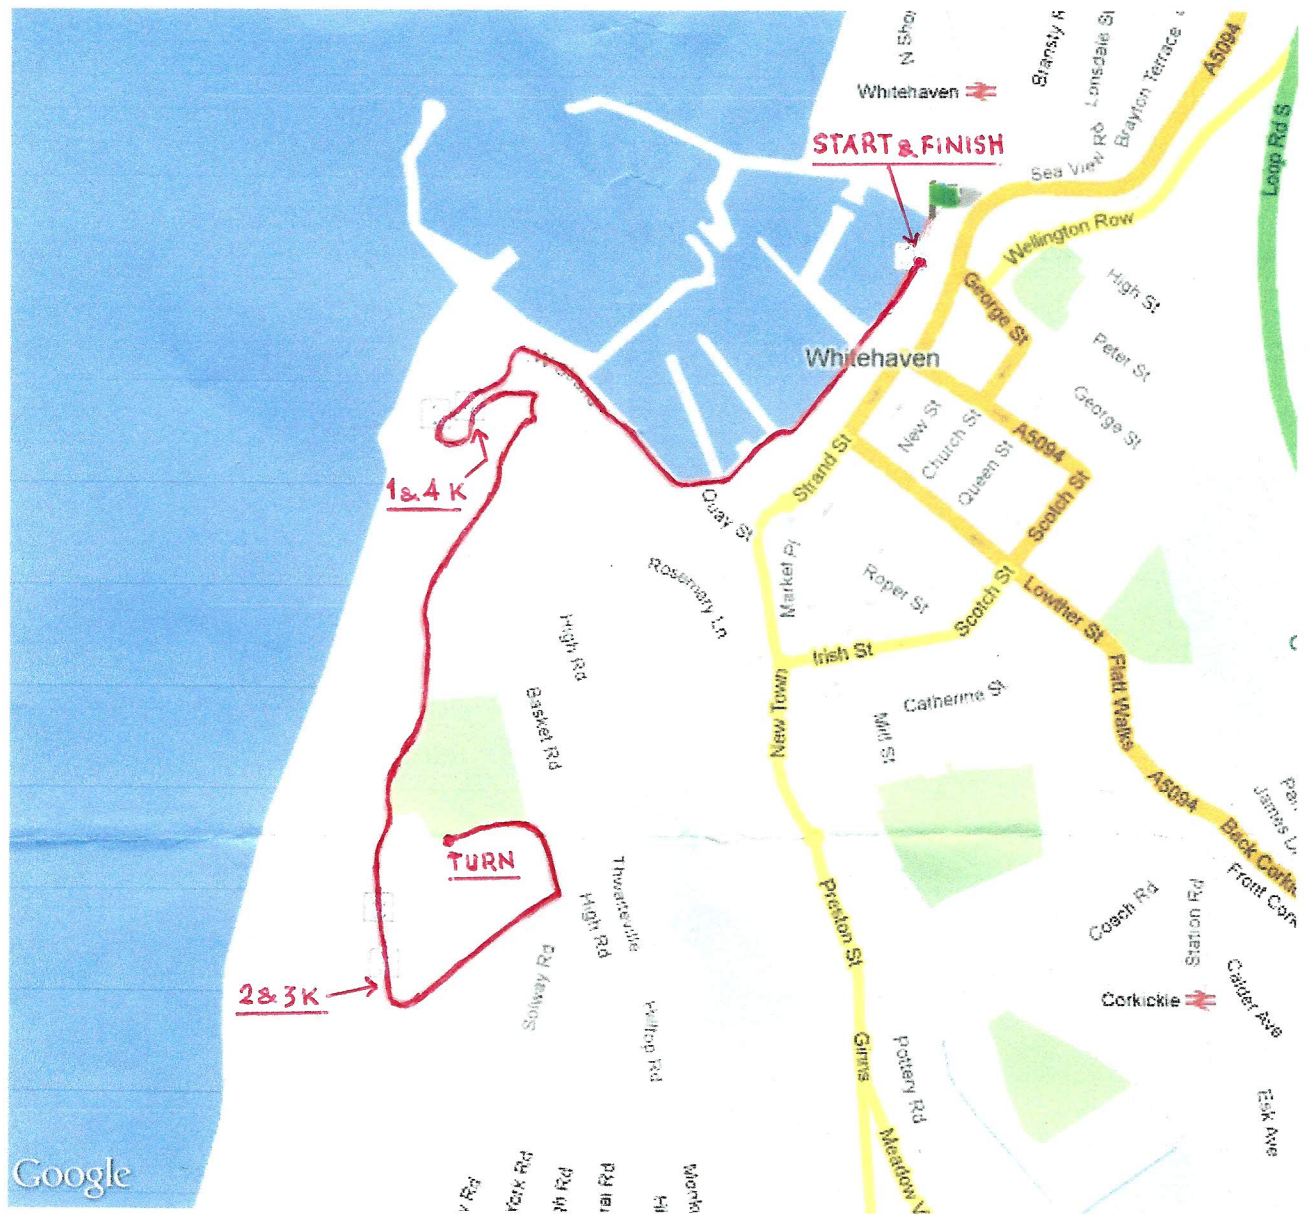 N Sho
Bransty R
Lonsdale St
Brayton Terrace
A5094
Whitehaven
START & FINISH
Sea View Rd
Loop Rd S
Wellington Row
High St
George St
Peter St
Whitehaven
George St
New St
Church St
Queen St
A5094
Scotch St
Strand St
1 & 4 K
Quay St
Market Pl
Rosemary Ln
Roper St
Scotch St
Lowther St
High Rd
Irish St
Flatt Walks
Catherine St
Basket Rd
New Town
Mill St
A5094
James
TURN
Back Corki
Front Cork
Thwaiteville
High Rd
Preston St
Coach Rd
Station Rd
Solway Rd
2 & 3 K
Corkickle
Calder Ave
Hilltop Rd
Ginns
Pottery Rd
Esk Ave
Meadow V
Google
York Rd